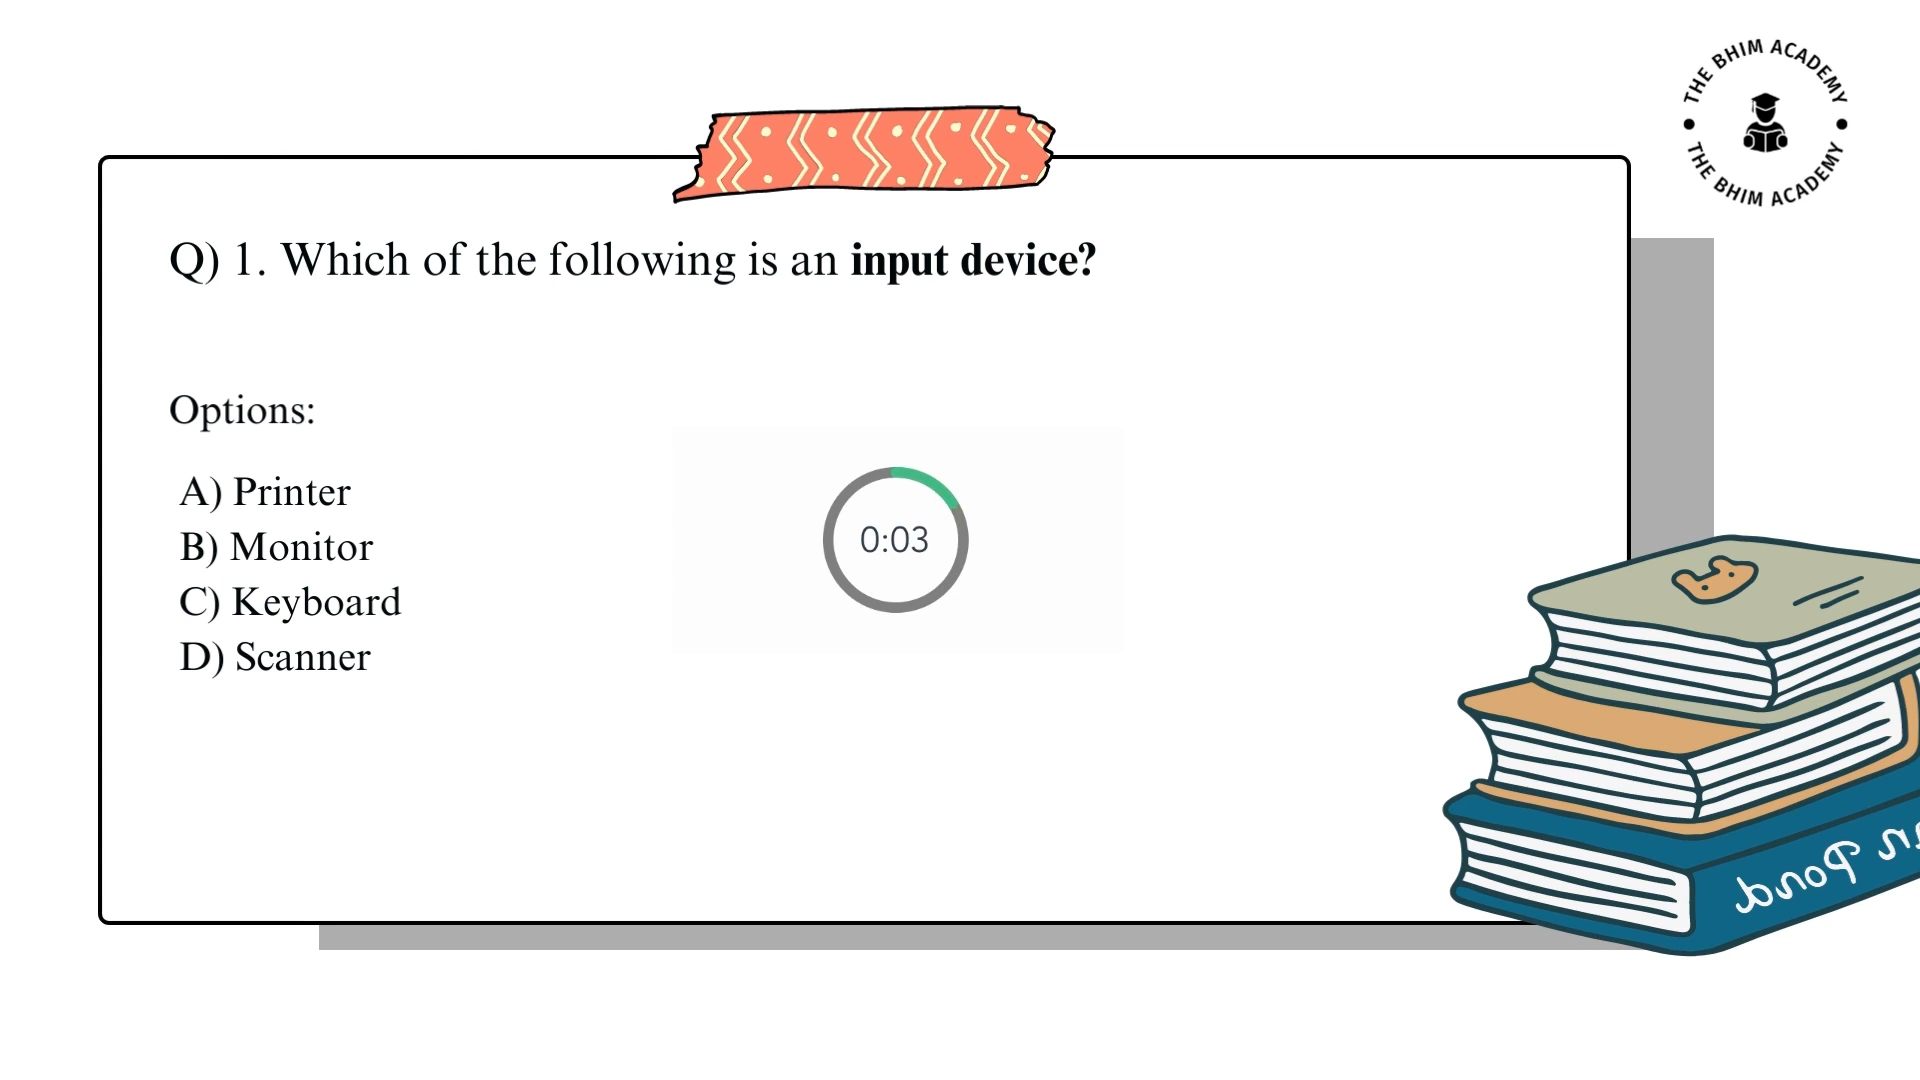 THE BHIM ACADEMY
THE BHIM ACADEMY
Q) 1. Which of the following is an input device?
Options:
A) Printer
B) Monitor
C) Keyboard
D) Scanner
0:03
Pond